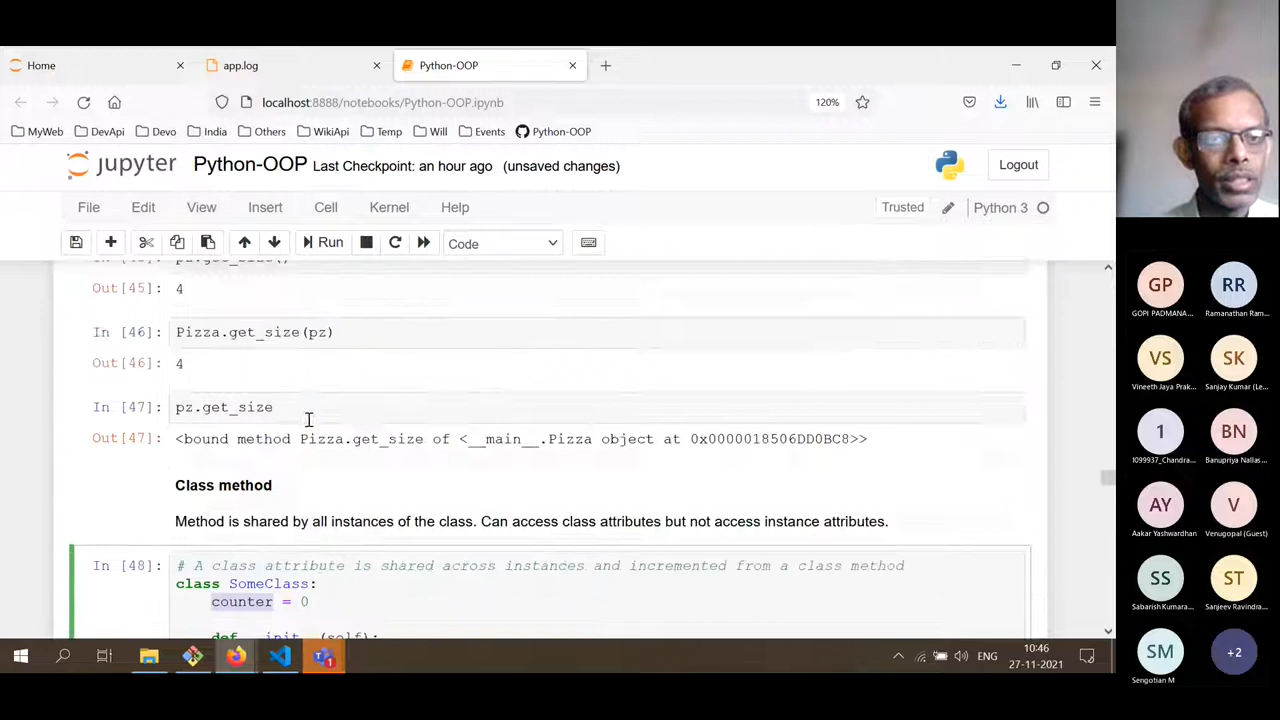 Home
app.log
Python-OOP
localhost:8888/notebooks/Python-OOP.ipynb
120%
MyWeb
DevApi
Devo
India
Others
WikiApi
Temp
Will
Events
Python-OOP
jupyter
Python-OOP Last Checkpoint: an hour ago (unsaved changes)
Logout
File
Edit
View
Insert
Cell
Kernel
Help
Trusted
Python 3
Run
Code
Out[45]: 4
In [46]: Pizza.get_size(pz)
Out[46]: 4
In [47]: pz.get_size
Out[47]: <bound method Pizza.get_size of <__main__.Pizza object at 0x0000018506DD0BC8>>
Class method
Method is shared by all instances of the class. Can access class attributes but not access instance attributes.
In [48]: # A class attribute is shared across instances and incremented from a class method
class SomeClass:
counter = 0
def __init__(self):
ENG
10:46
27-11-2021
GP
GOPI PADMANA...
RR
Ramanathan Ram...
VS
Vineeth Jaya Prak...
SK
Sanjay Kumar (Le...
1
1099937_Chandra...
BN
Banupriya Nallas...
AY
Aakar Yashwardhan
V
Venugopal (Guest)
SS
Sabarish Kumara...
ST
Sanjeev Ravindra...
SM
Sengotian M
+2